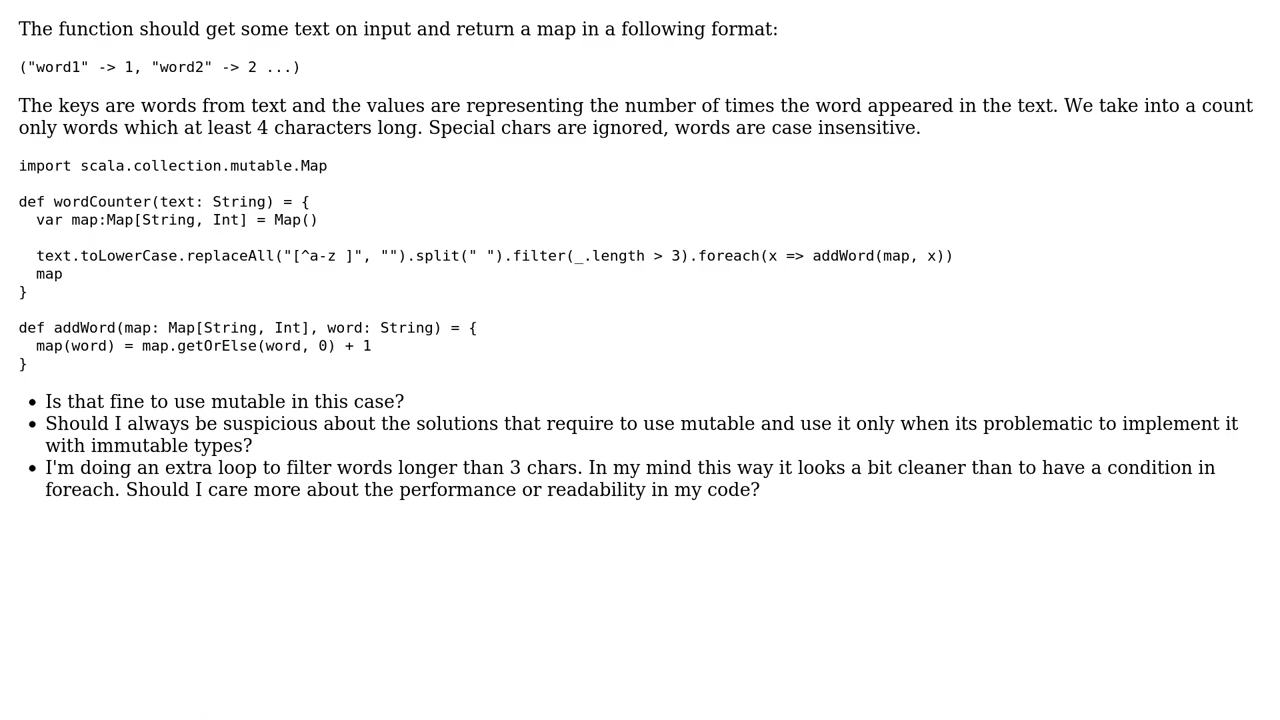 The function should get some text on input and return a map in a following format:
("word1" -> 1, "word2" -> 2 ...)
The keys are words from text and the values are representing the number of times the word appeared in the text. We take into a count
only words which at least 4 characters long. Special chars are ignored, words are case insensitive.
import scala.collection.mutable.Map
def wordCounter(text: String) = {
  var map:Map[String, Int] = Map()
  text.toLowerCase.replaceAll("[^a-z ]", "").split(" ").filter(_.length > 3).foreach(x => addWord(map, x))
  map
}
def addWord(map: Map[String, Int], word: String) = {
  map(word) = map.getOrElse(word, 0) + 1
}
• Is that fine to use mutable in this case?
• Should I always be suspicious about the solutions that require to use mutable and use it only when its problematic to implement it
with immutable types?
• I'm doing an extra loop to filter words longer than 3 chars. In my mind this way it looks a bit cleaner than to have a condition in
foreach. Should I care more about the performance or readability in my code?